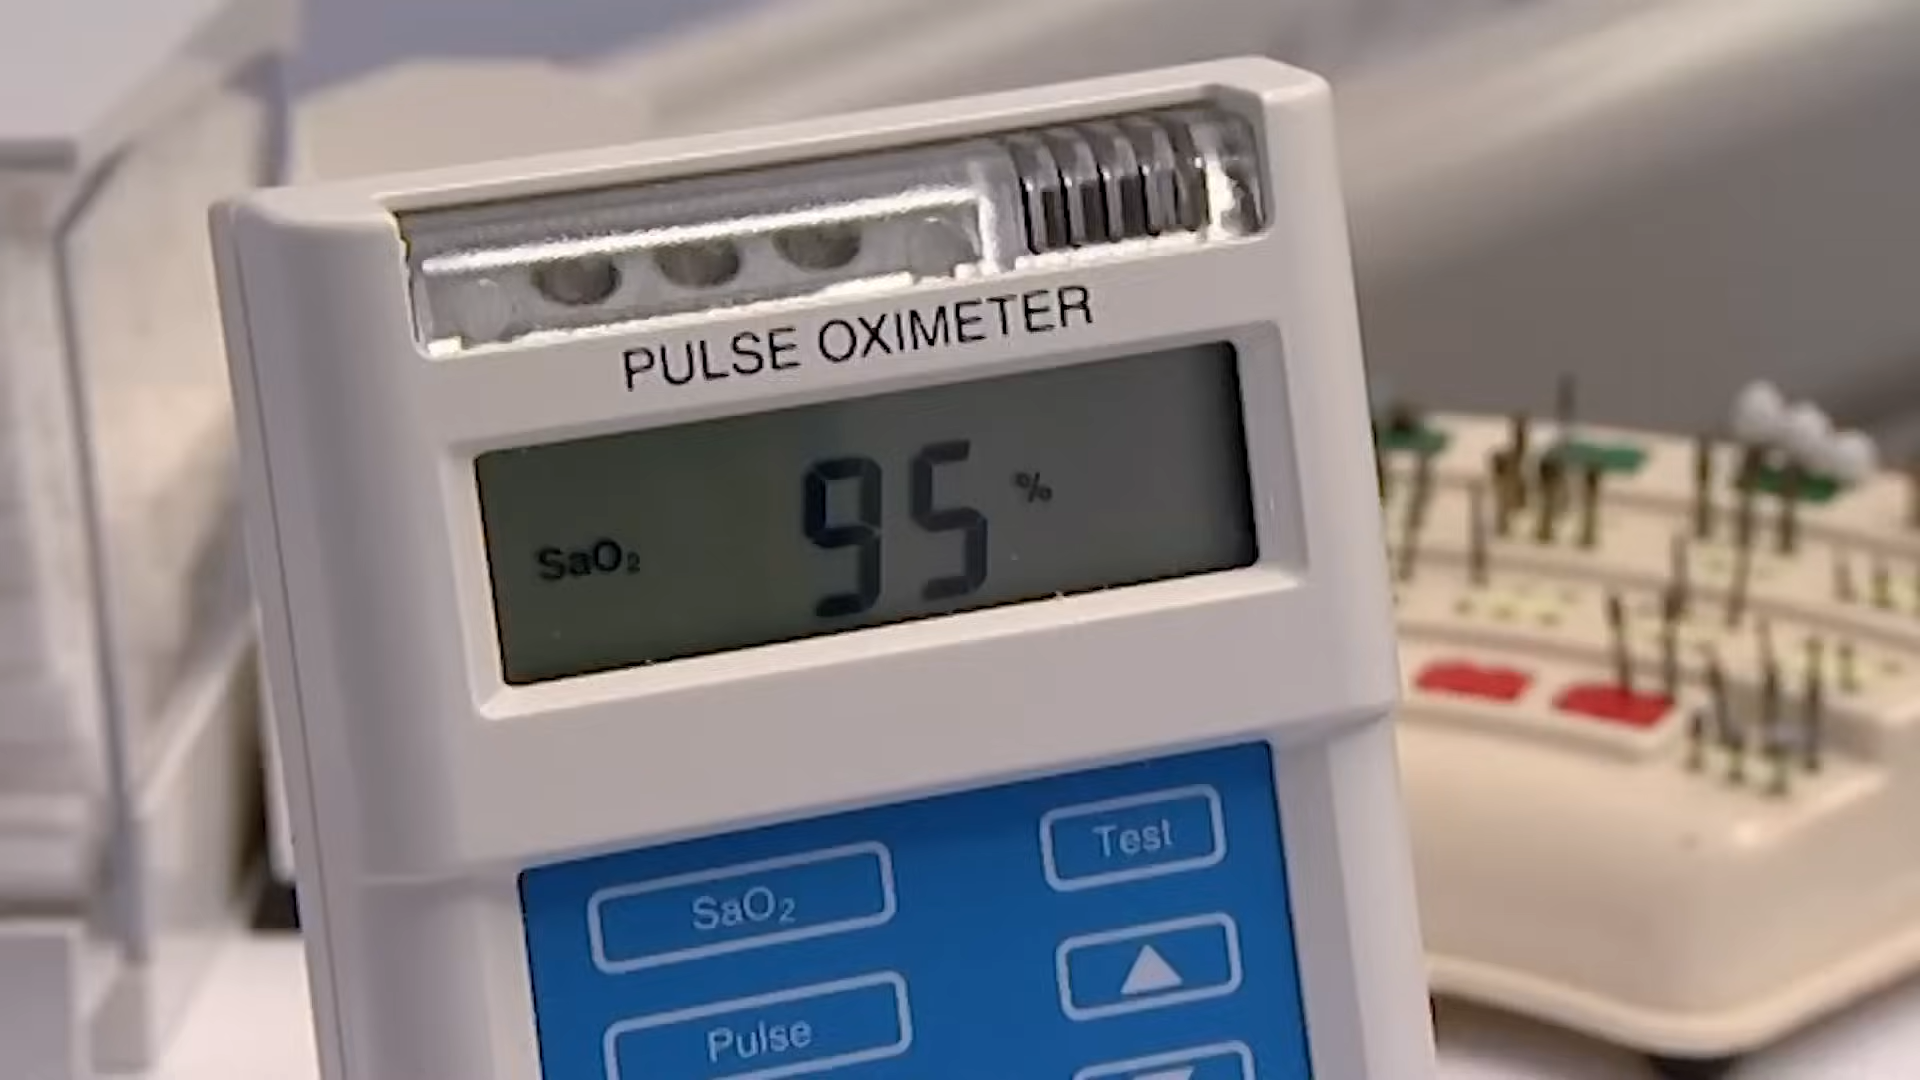 PULSE OXIMETER
SaO₂ 95 %
Test
SaO₂
Pulse